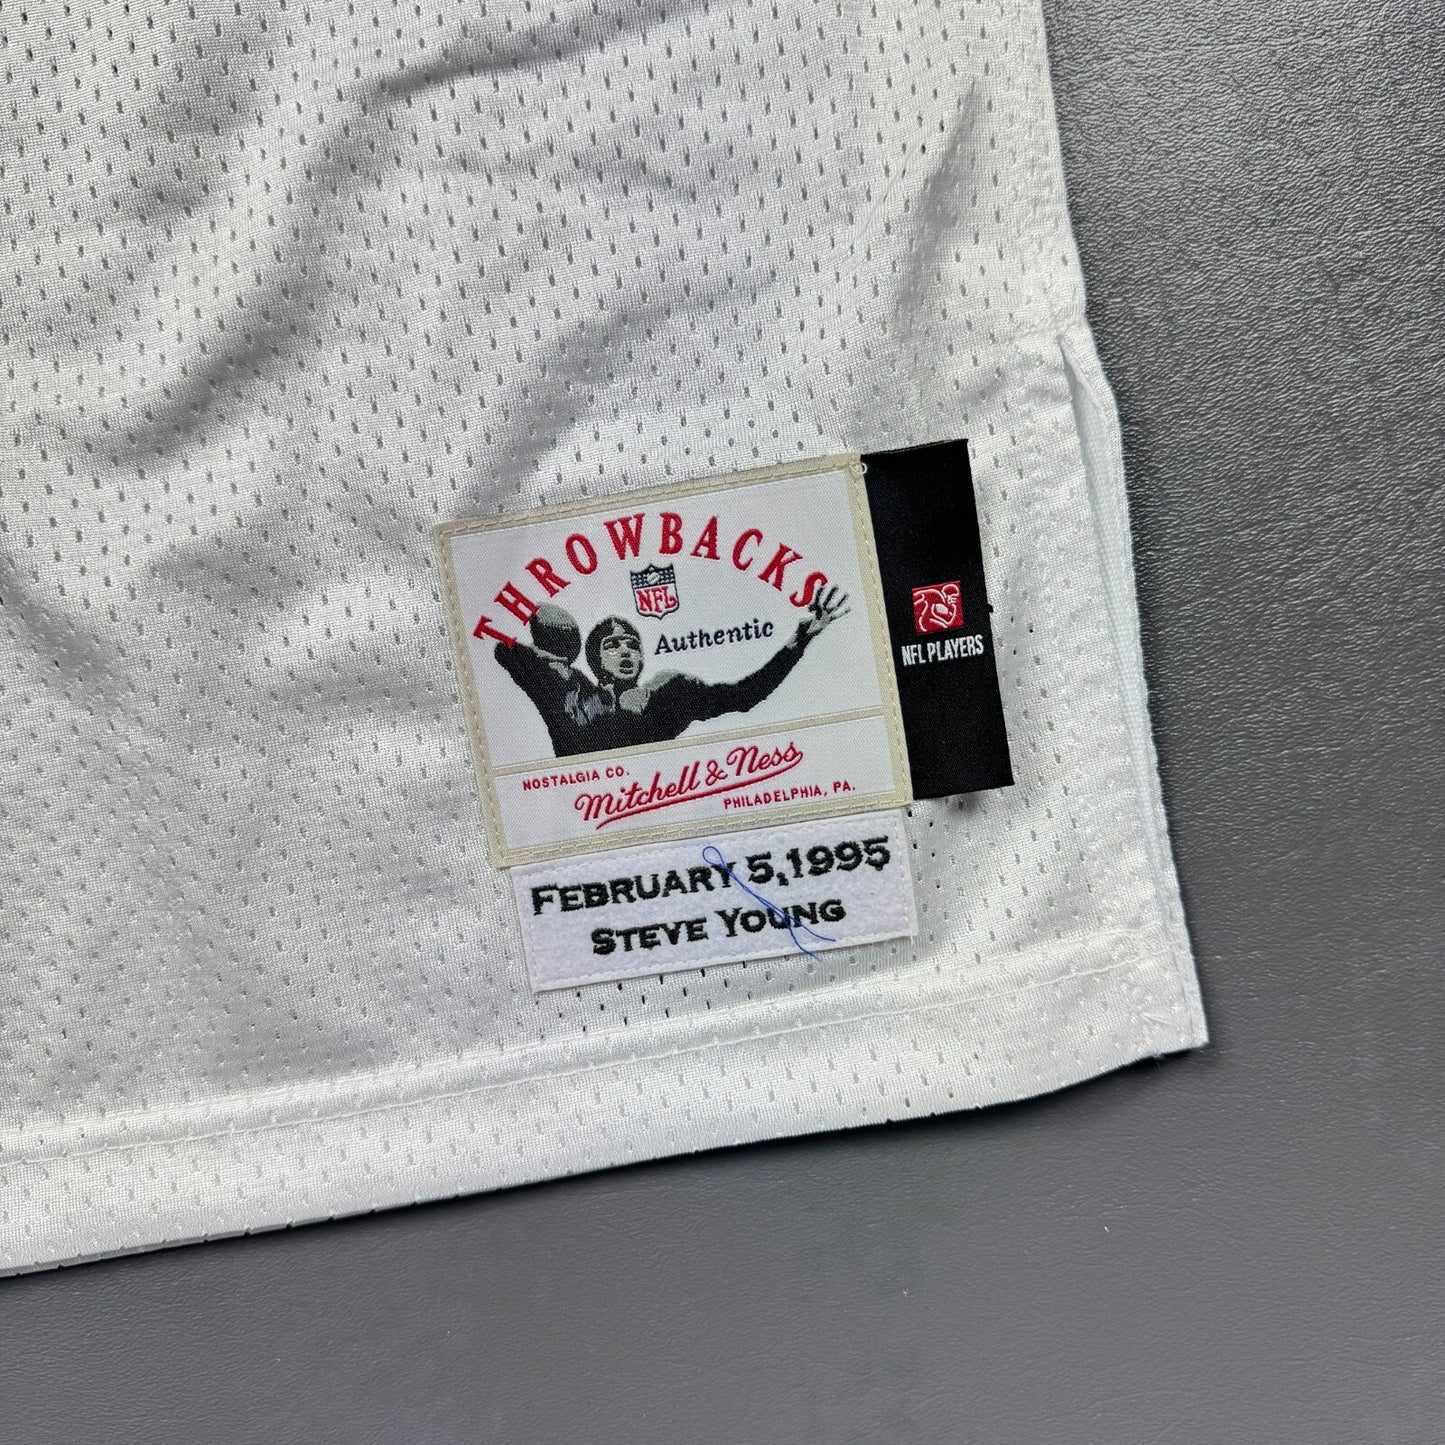 THROWBACKS
NFL
Authentic
NOSTALGIA CO.
Mitchell & Ness
PHILADELPHIA, PA.
NFL PLAYERS
FEBRUARY 5, 1995
STEVE YOUNG